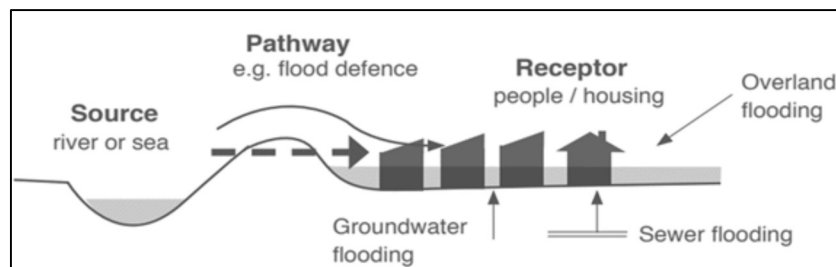 Pathway
e.g. flood defence
Source
river or sea
Receptor
people / housing
Overland
flooding
Groundwater
flooding
Sewer flooding